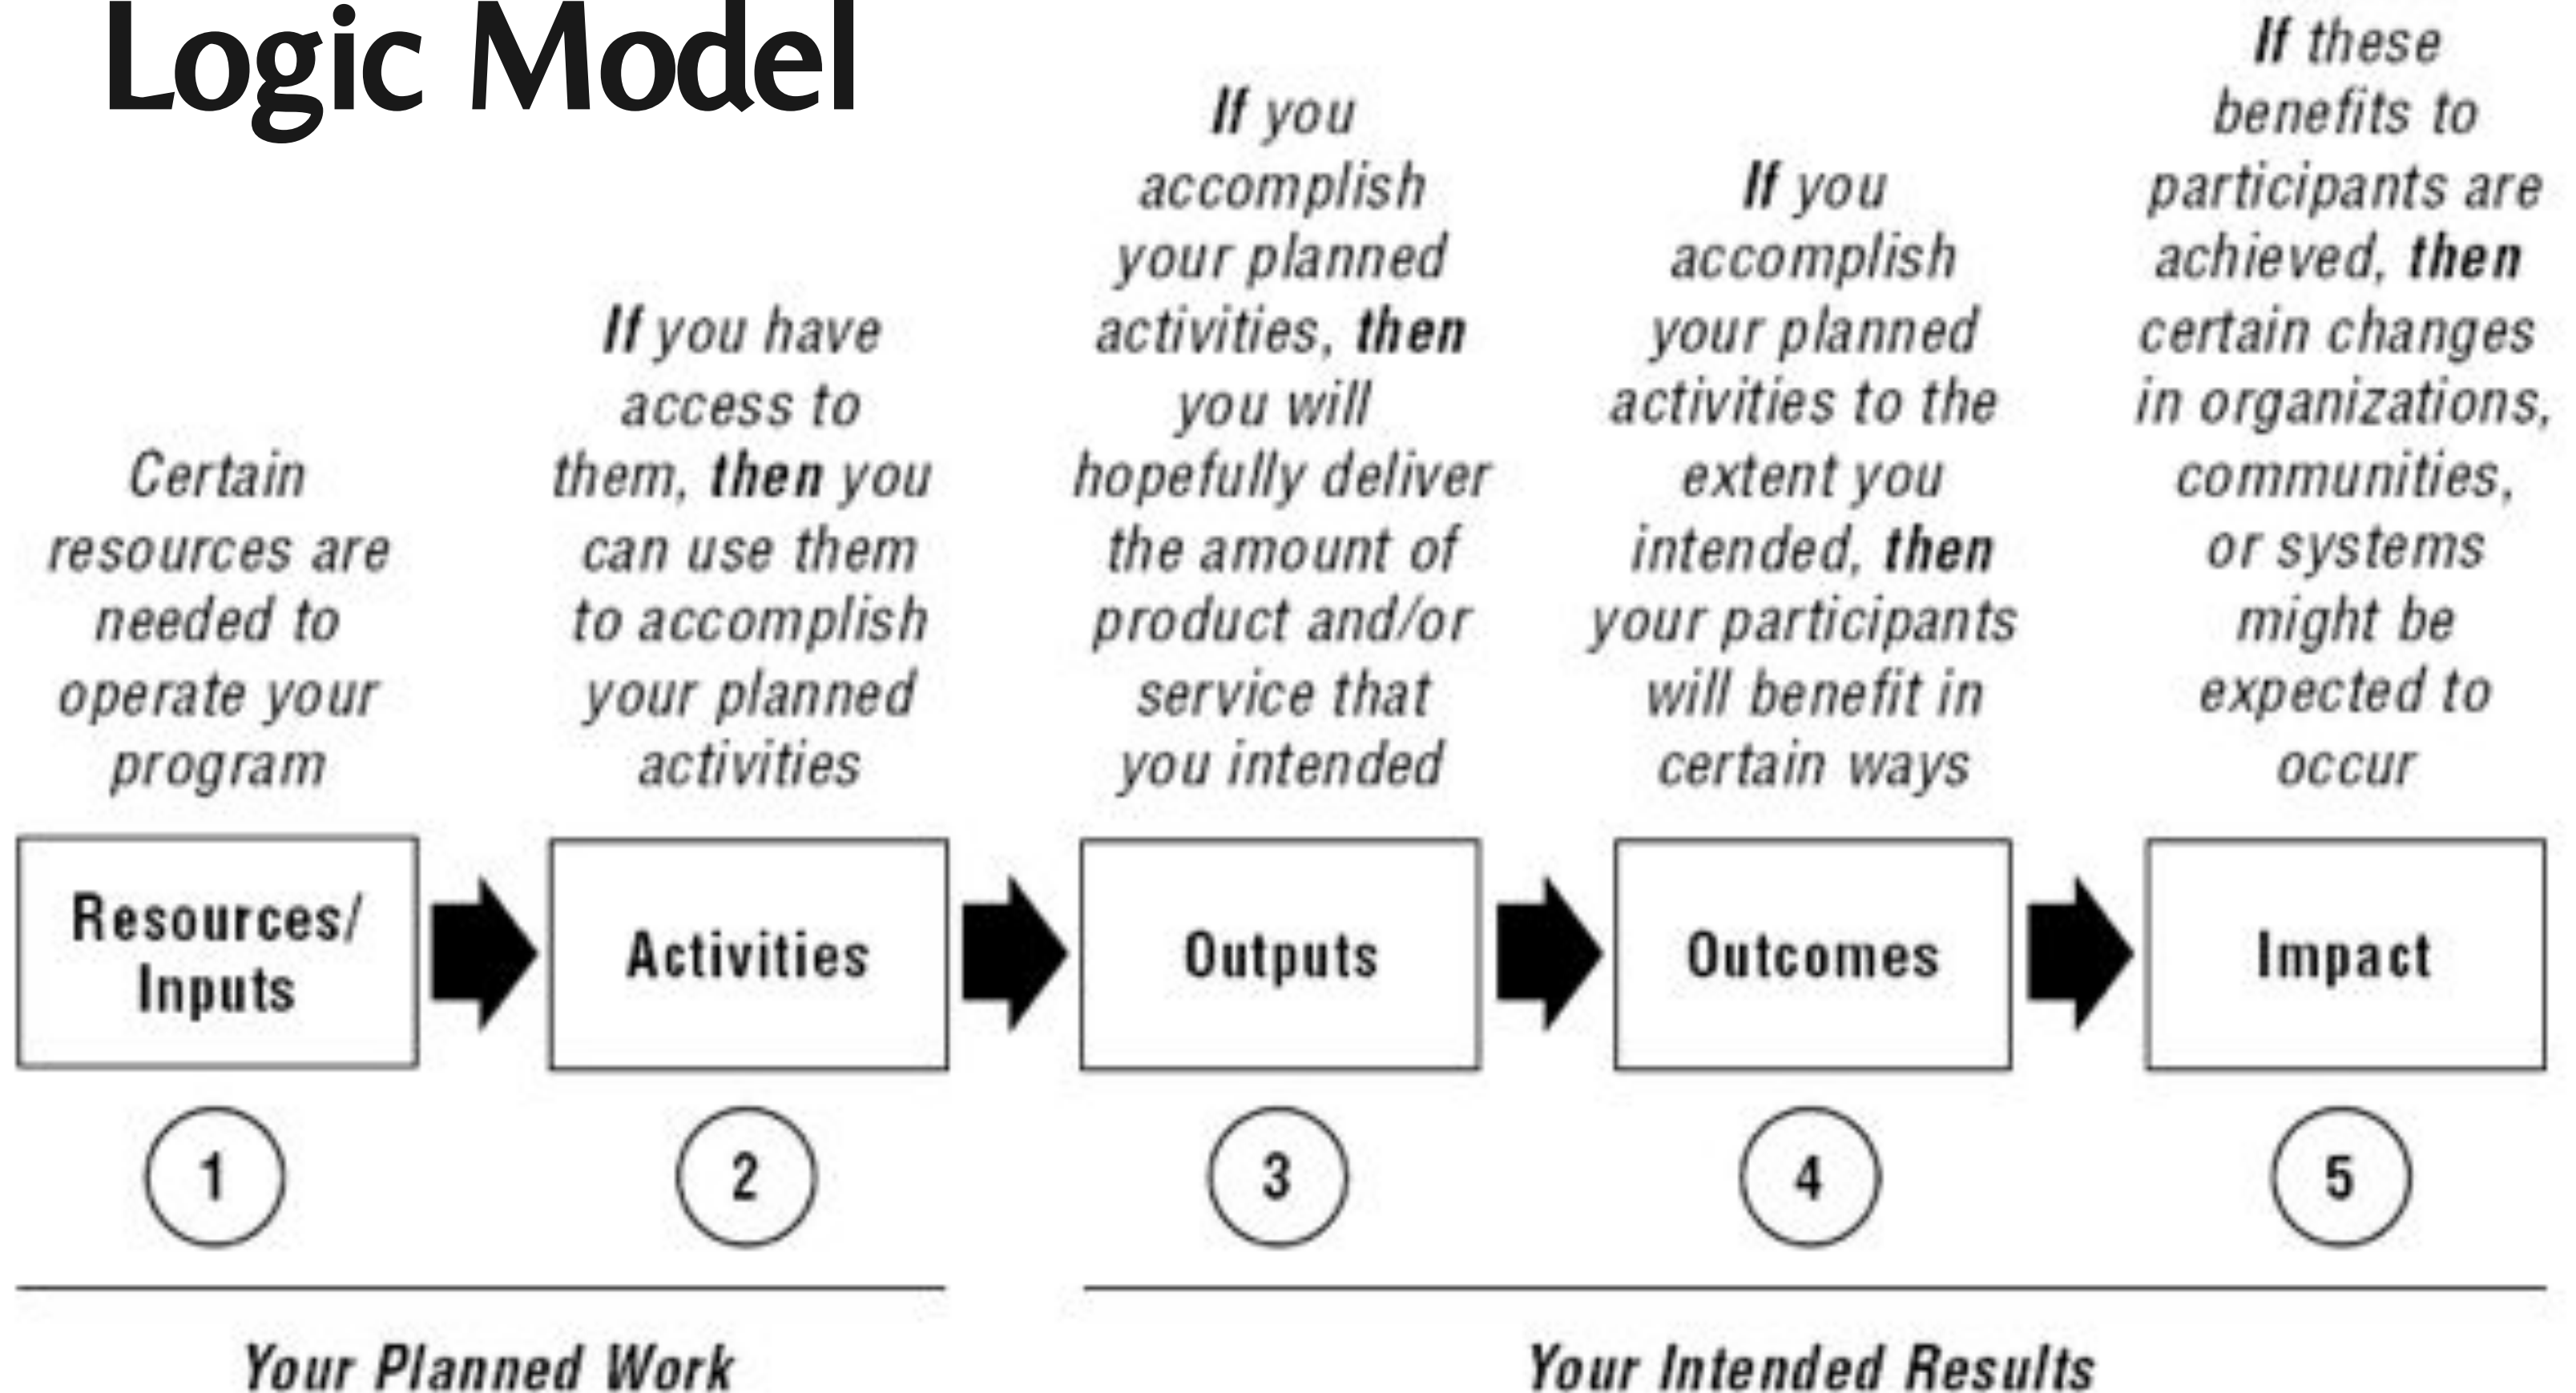 Logic Model
Certain
resources are
needed to
operate your
program
If you have
access to
them, then you
can use them
to accomplish
your planned
activities
If you
accomplish
your planned
activities, then
you will
hopefully deliver
the amount of
product and/or
service that
you intended
If you
accomplish
your planned
activities to the
extent you
intended, then
your participants
will benefit in
certain ways
If these
benefits to
participants are
achieved, then
certain changes
in organizations,
communities,
or systems
might be
expected to
occur
Resources/
Inputs
Activities
Outputs
Outcomes
Impact
1
2
3
4
5
Your Planned Work
Your Intended Results